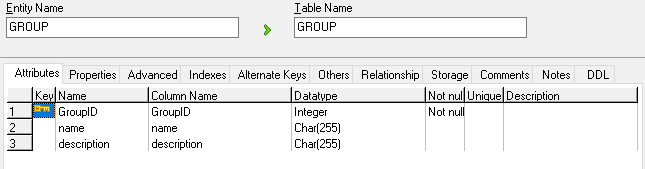 Entity Name
Table Name
GROUP
GROUP
Attributes Properties Advanced Indexes Alternate Keys Others Relationship Storage Comments Notes DDL
Key Name Column Name Datatype Not nul Unique Description
1 GroupID GroupID Integer Not null
2 name name Char(255)
3 description description Char(255)